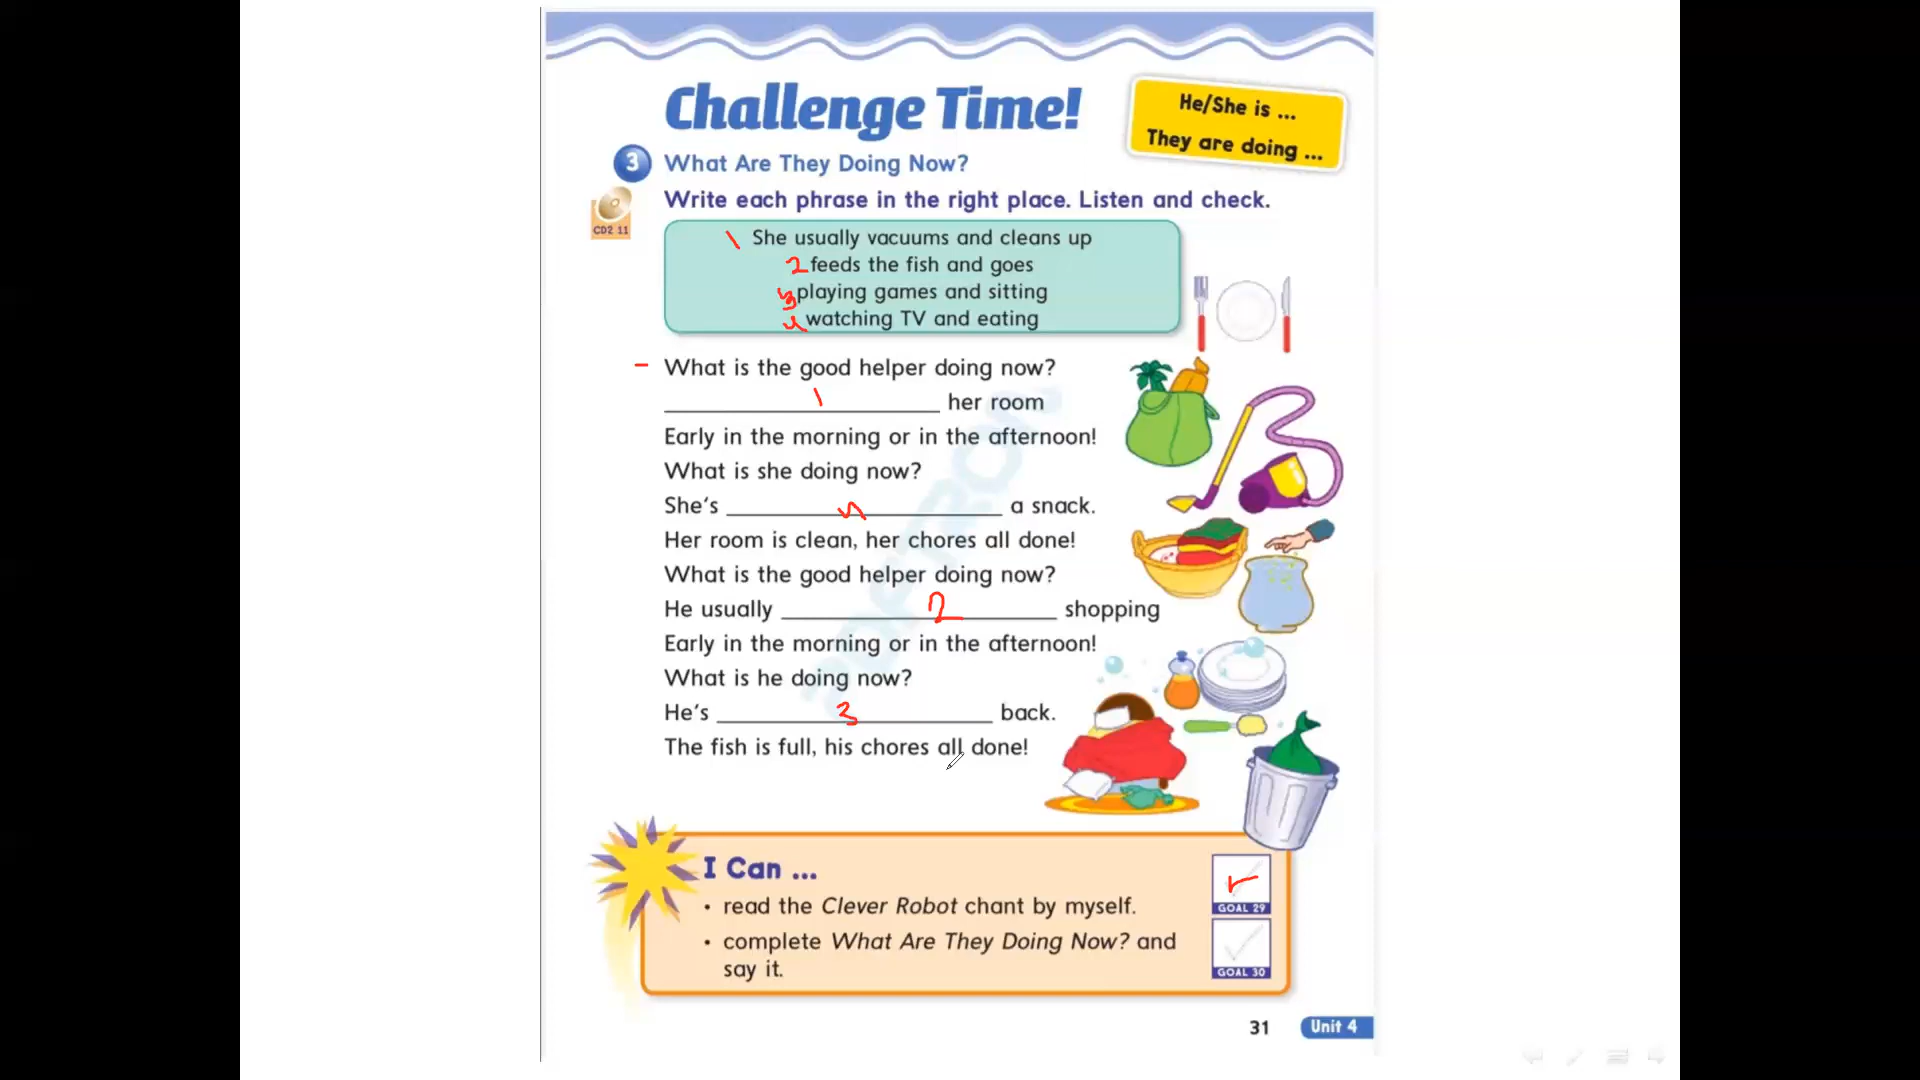 Challenge Time!
He/She is ...
They are doing ...
3 What Are They Doing Now?
Write each phrase in the right place. Listen and check.
CD2 11
1 She usually vacuums and cleans up
2 feeds the fish and goes
3 playing games and sitting
4 watching TV and eating
- What is the good helper doing now?
1 her room
Early in the morning or in the afternoon!
What is she doing now?
She's 4 a snack.
Her room is clean, her chores all done!
What is the good helper doing now?
He usually 2 shopping
Early in the morning or in the afternoon!
What is he doing now?
He's 3 back.
The fish is full, his chores all done!
I Can ...
• read the Clever Robot chant by myself.
GOAL 29
• complete What Are They Doing Now? and
say it.
GOAL 30
31 Unit 4